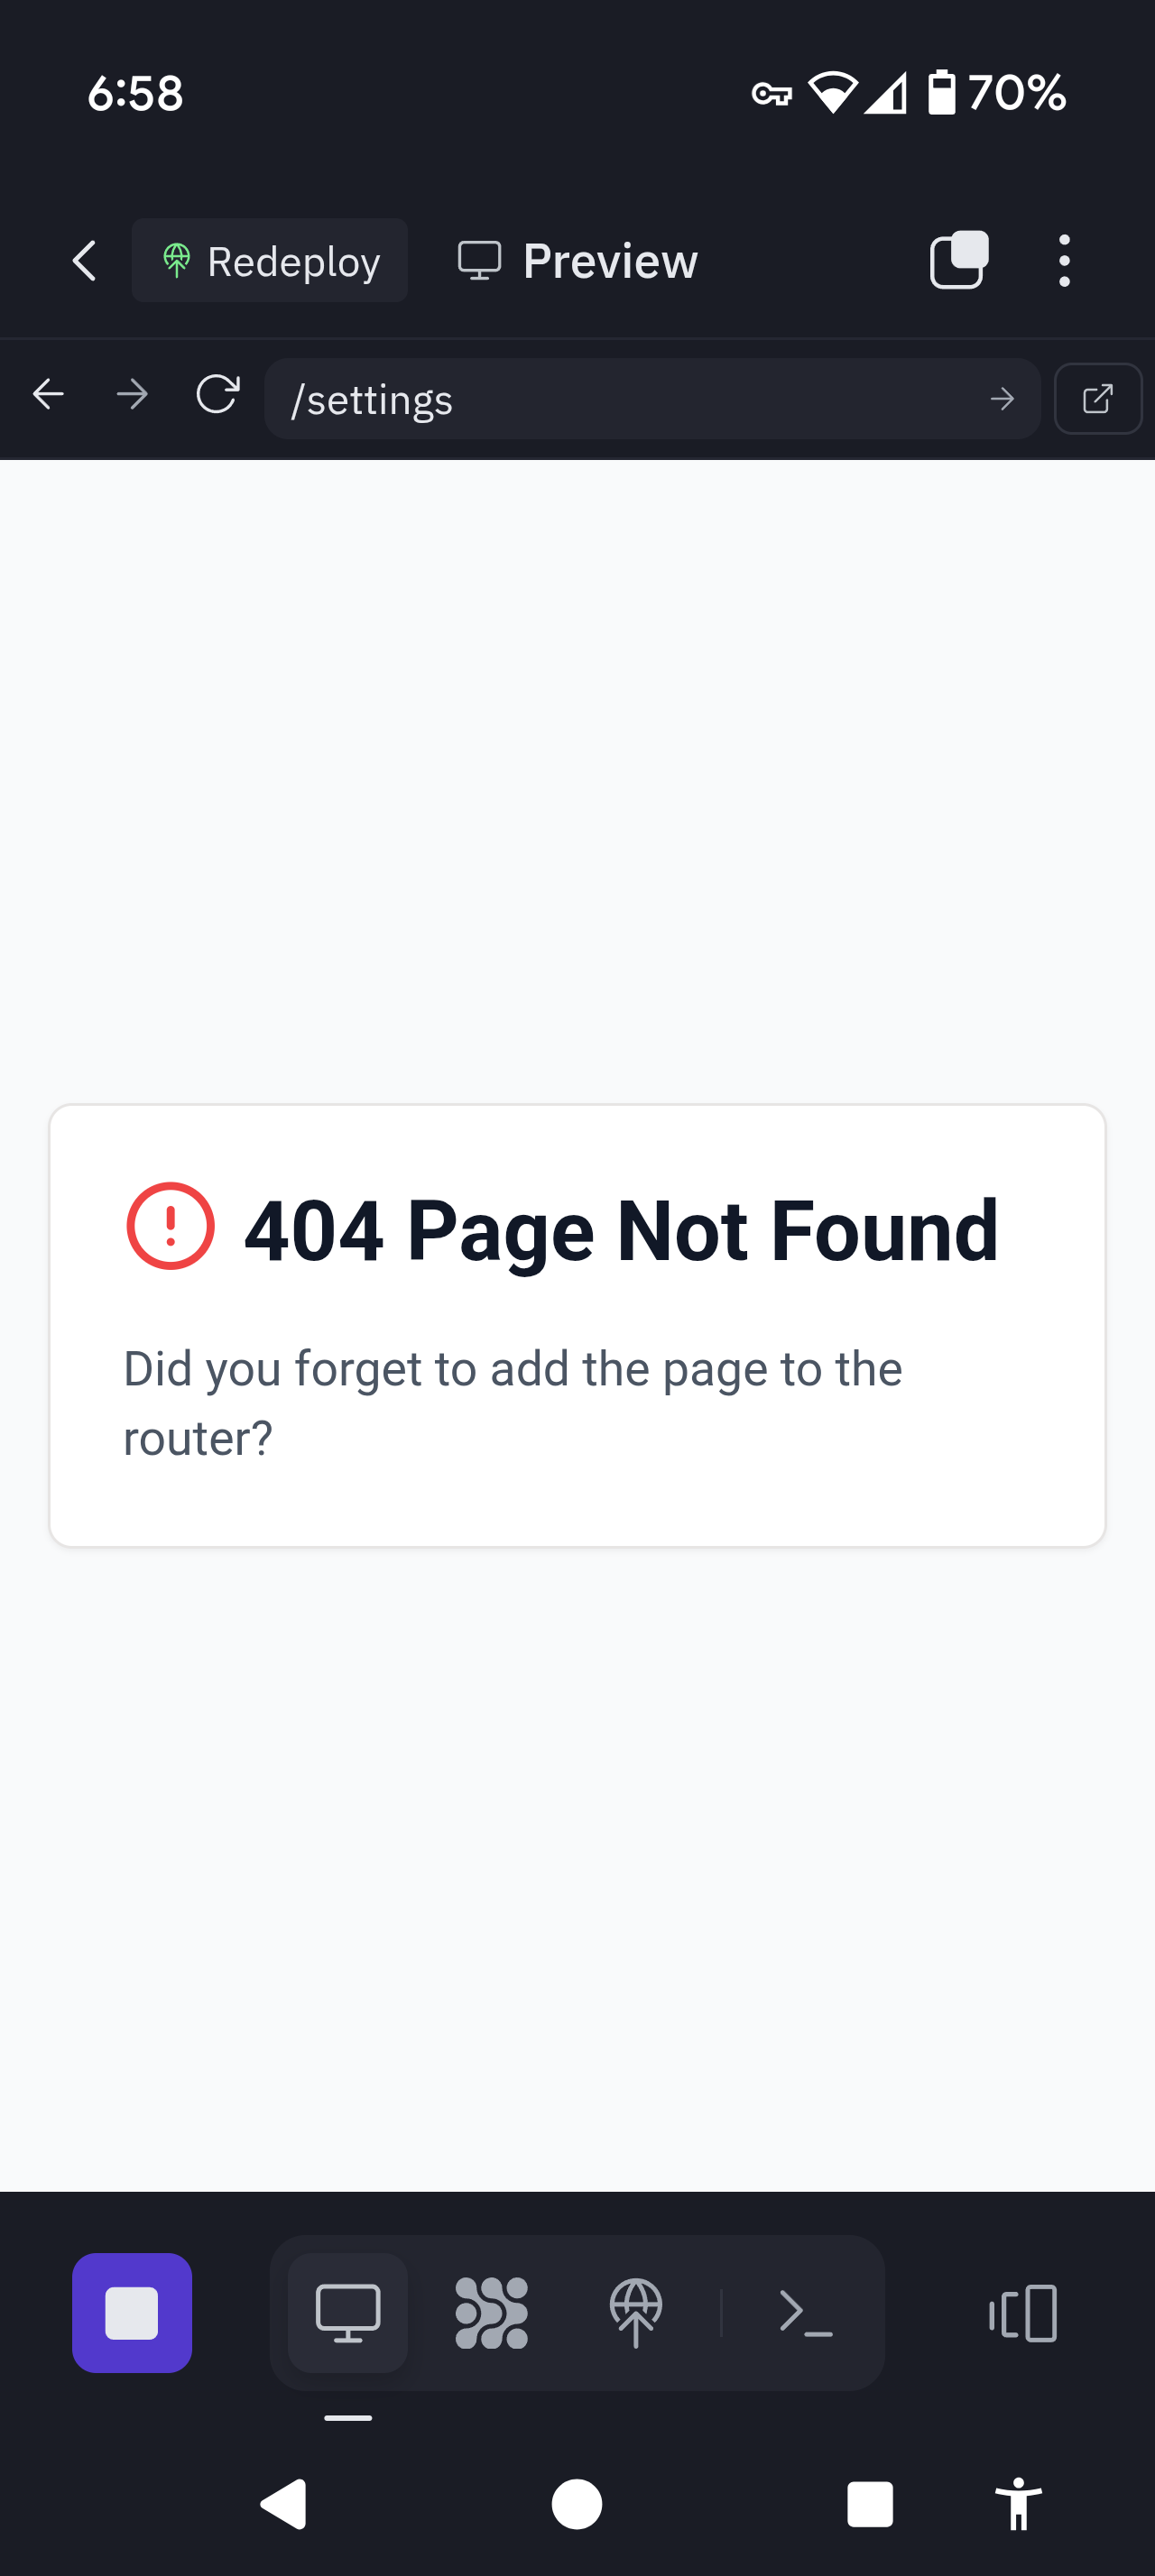 6:58
70%
Redeploy
Preview
/settings
404 Page Not Found
Did you forget to add the page to the
router?